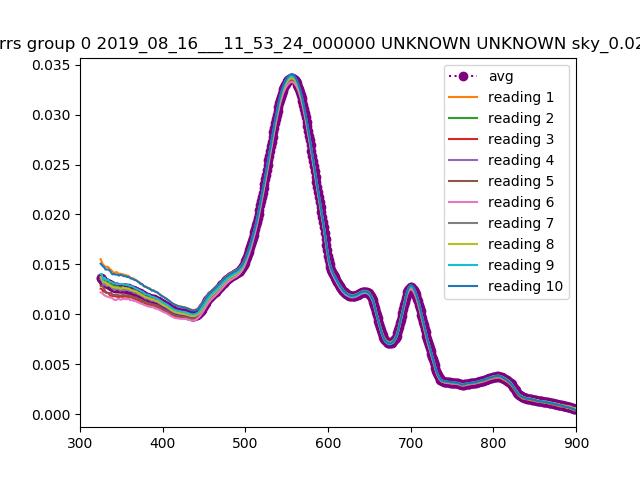 rrs group 0 2019_08_16___11_53_24_000000 UNKNOWN UNKNOWN sky_0.02
0.035
0.030
0.025
0.020
0.015
0.010
0.005
0.000
300 400 500 600 700 800 900
avg
reading 1
reading 2
reading 3
reading 4
reading 5
reading 6
reading 7
reading 8
reading 9
reading 10